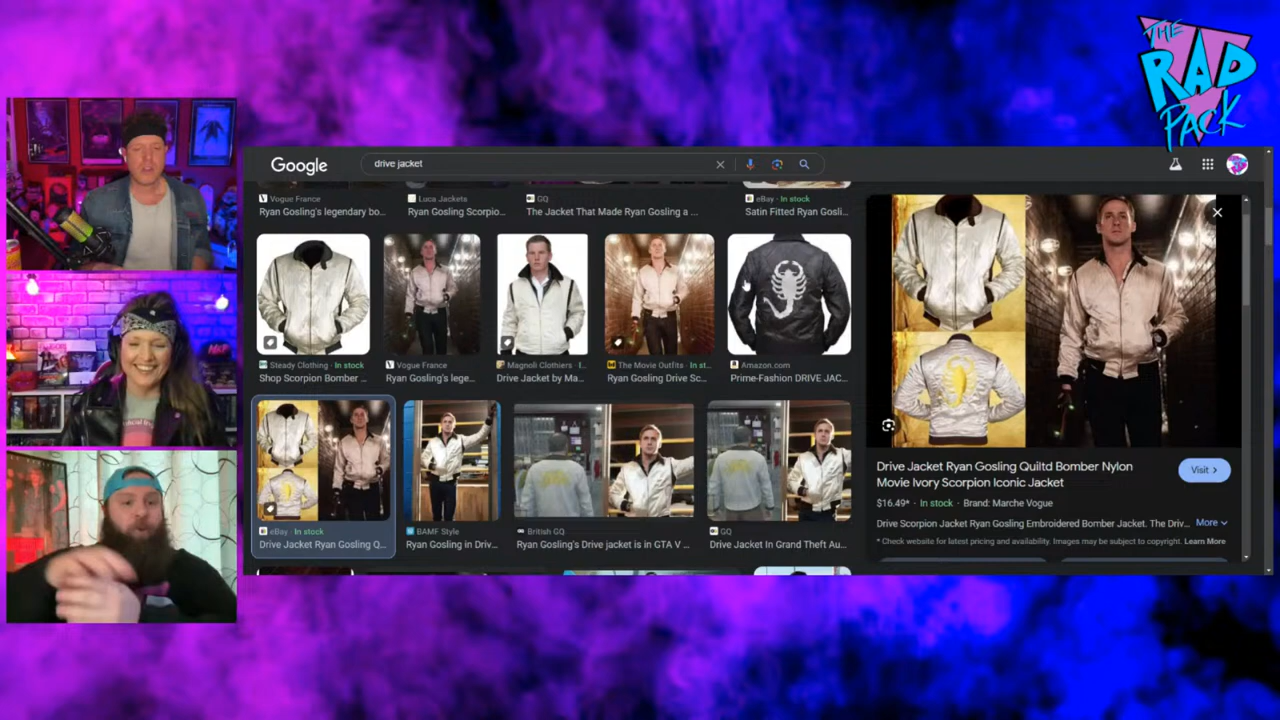 THE
RAD
PACK
Google
drive jacket
Vogue France
Ryan Gosling's legendary bo...
Luca Jackets
Ryan Gosling Scorpio...
GQ
The Jacket That Made Ryan Gosling a ...
eBay · In stock
Satin Fitted Ryan Gosli...
Steady Clothing · In stock
Shop Scorpion Bomber ...
Vogue France
Ryan Gosling's lege...
Magnoli Clothiers · I...
Drive Jacket by Ma...
The Movie Outfits · In st...
Ryan Gosling Drive Sc...
Amazon.com
Prime-Fashion DRIVE JAC...
eBay · In stock
Drive Jacket Ryan Gosling Q...
BAMF Style
Ryan Gosling in Driv...
British GQ
Ryan Gosling's Drive jacket is in GTA V ...
GQ
Drive Jacket In Grand Theft Au...
Drive Jacket Ryan Gosling Quiltd Bomber Nylon
Movie Ivory Scorpion Iconic Jacket
Visit
$16.49* · In stock · Brand: Marche Vogue
Drive Scorpion Jacket Ryan Gosling Embroidered Bomber Jacket. The Driv... More
* Check website for latest pricing and availability. Images may be subject to copyright. Learn More